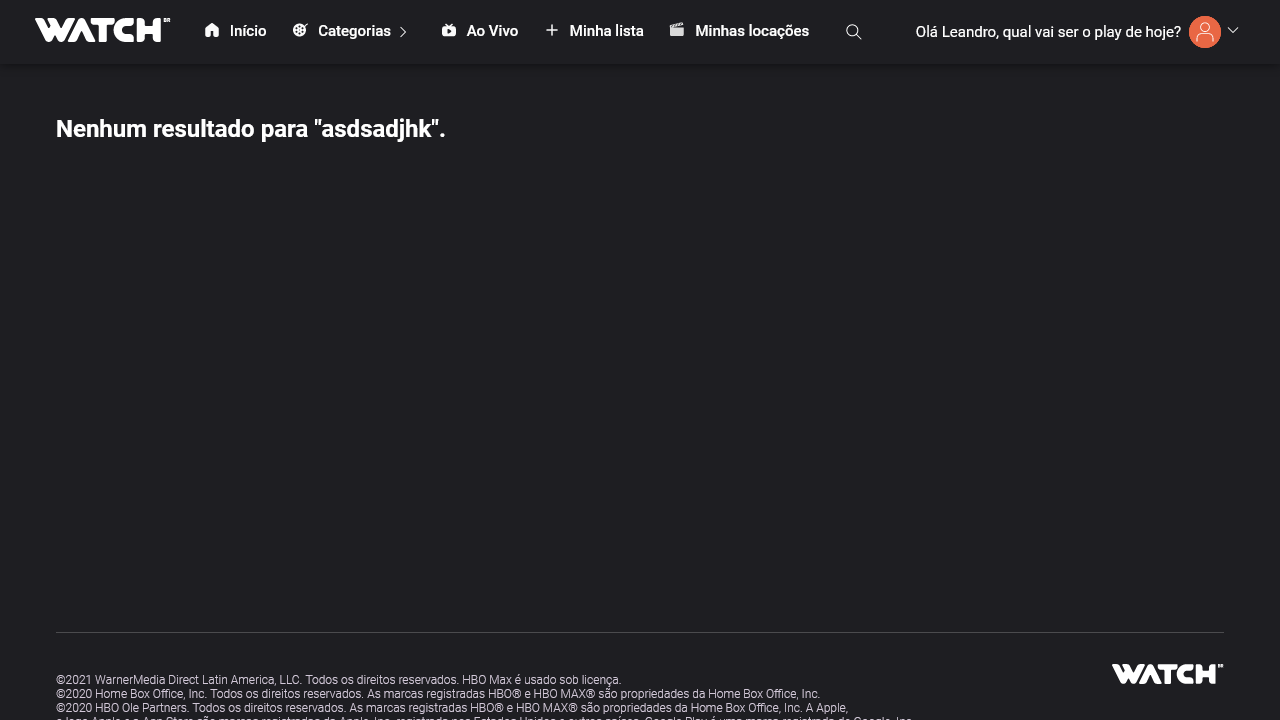 WATCH BR Início Categorias Ao Vivo Minha lista Minhas locações Olá Leandro, qual vai ser o play de hoje?
Nenhum resultado para "asdsadjhk".
WATCH
©2021 WarnerMedia Direct Latin America, LLC. Todos os direitos reservados. HBO Max é usado sob licença.
©2020 Home Box Office, Inc. Todos os direitos reservados. As marcas registradas HBO® e HBO MAX® são propriedades da Home Box Office, Inc.
©2020 HBO Ole Partners. Todos os direitos reservados. As marcas registradas HBO® e HBO MAX® são propriedades da Home Box Office, Inc. A Apple,